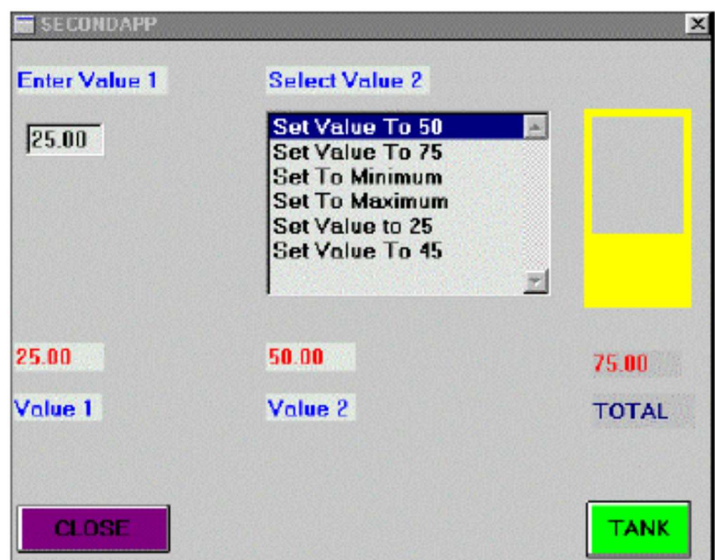 SECONDAPP
Enter Value 1
Select Value 2
25.00
Set Value To 50
Set Value To 75
Set To Minimum
Set To Maximum
Set Value to 25
Set Value To 45
25.00
50.00
75.00
Value 1
Value 2
TOTAL
CLOSE
TANK